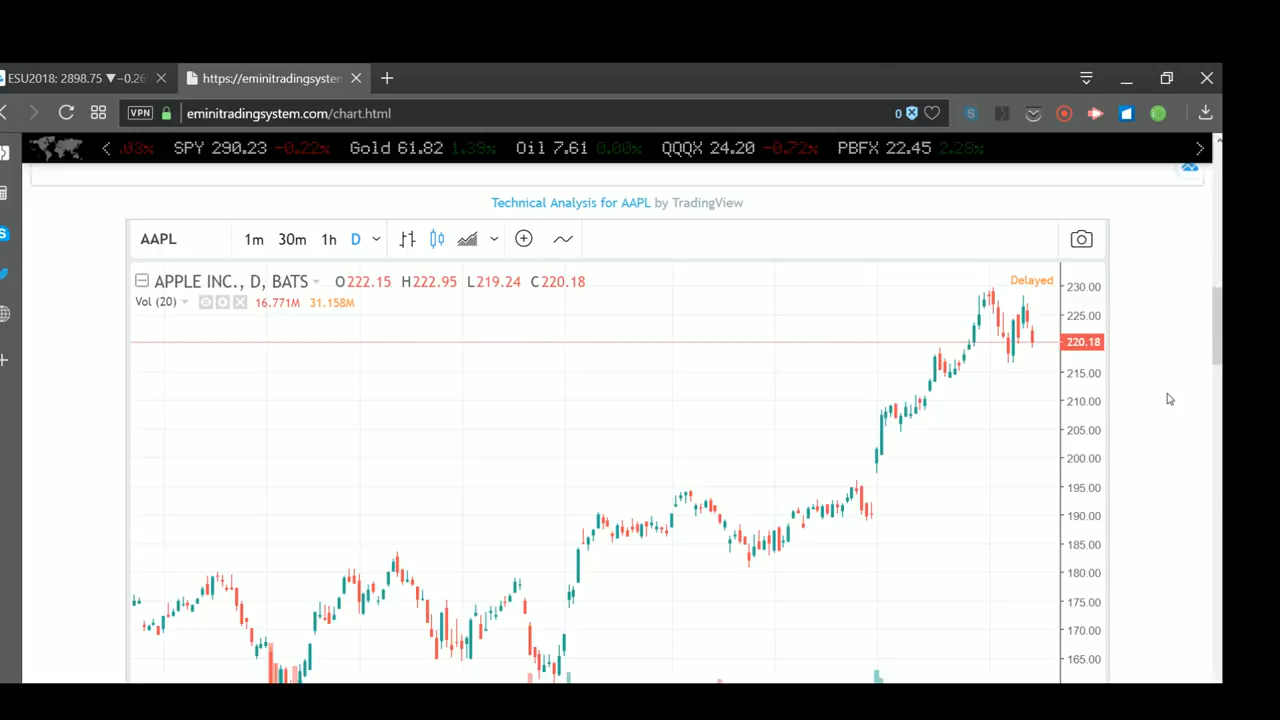 ESU2018: 2898.75 ▼−0.26
https://eminitradingsystem
VPN eminitradingsystem.com/chart.html 0
.03% SPY 290.23 -0.22% Gold 61.82 1.39% Oil 7.61 0.00% QQQX 24.20 -0.72% PBFX 22.45 2.28%
Technical Analysis for AAPL by TradingView
AAPL 1m 30m 1h D
APPLE INC., D, BATS O222.15 H222.95 L219.24 C220.18
Delayed
Vol (20) 16.771M 31.158M
230.00
225.00
220.18
215.00
210.00
205.00
200.00
195.00
190.00
185.00
180.00
175.00
170.00
165.00